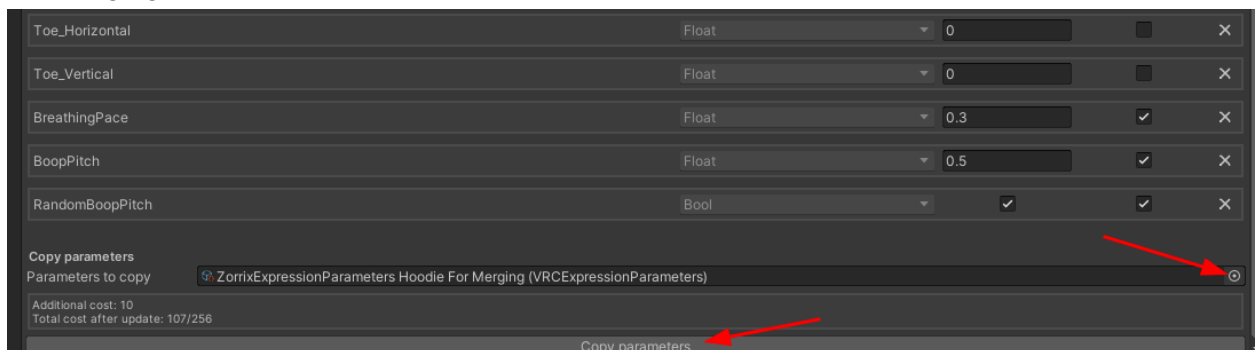 Toe_Horizontal Float 0
Toe_Vertical Float 0
BreathingPace Float 0.3
BoopPitch Float 0.5
RandomBoopPitch Bool
Copy parameters
Parameters to copy ZorrixExpressionParameters Hoodie For Merging (VRCExpressionParameters)
Additional cost: 10
Total cost after update: 107/256
Copy parameters